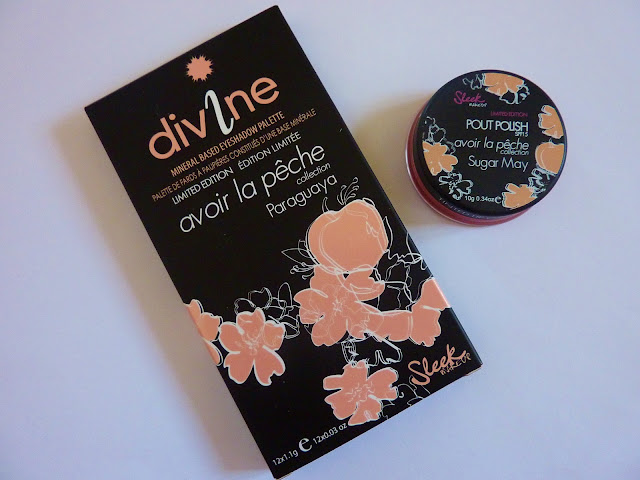 divine
MINERAL BASED EYESHADOW PALETTE
PALETTE DE FARDS À PAUPIÈRES CONSTITUÉS D'UNE BASE MINÉRALE
LIMITED EDITION ÉDITION LIMITÉE
avoir la pêche
collection
Paraguaya
Sleek
MAKEUP
12x1.1g e 12x0.03 oz
Sleek
MAKEUP
LIMITED EDITION
POUT POLISH
SPF15
avoir la pêche
collection
Sugar May
10g 0.34oz e